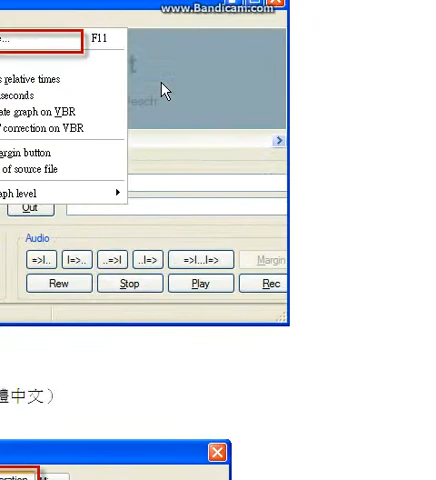 www.Bandicam.com
... F11
t
relative times
seconds
ate graph on VBR
correction on VBR
argin button
of source file
aph level
Out
Audio
=>I.. I=>.. ..=>I ..I=> =>I...I=> Margin
Rew Stop Play Rec
體中文）